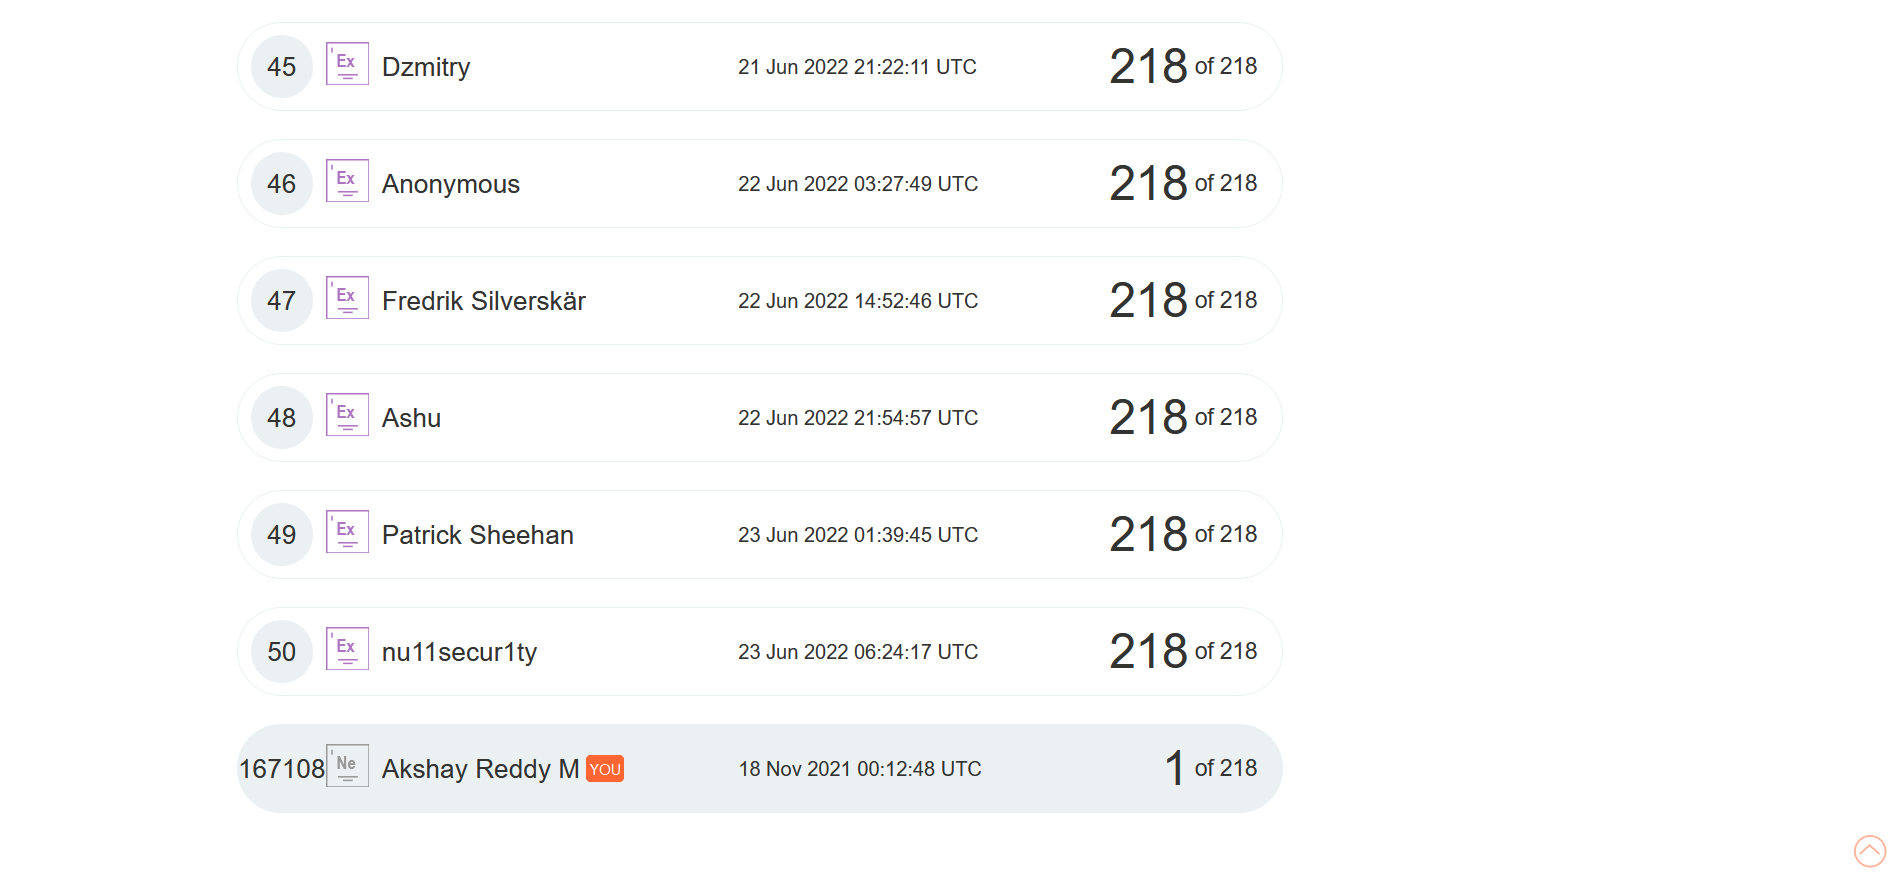 45 Ex Dzmitry 21 Jun 2022 21:22:11 UTC 218 of 218
46 Ex Anonymous 22 Jun 2022 03:27:49 UTC 218 of 218
47 Ex Fredrik Silverskär 22 Jun 2022 14:52:46 UTC 218 of 218
48 Ex Ashu 22 Jun 2022 21:54:57 UTC 218 of 218
49 Ex Patrick Sheehan 23 Jun 2022 01:39:45 UTC 218 of 218
50 Ex nu11secur1ty 23 Jun 2022 06:24:17 UTC 218 of 218
167108 Ne Akshay Reddy M YOU 18 Nov 2021 00:12:48 UTC 1 of 218